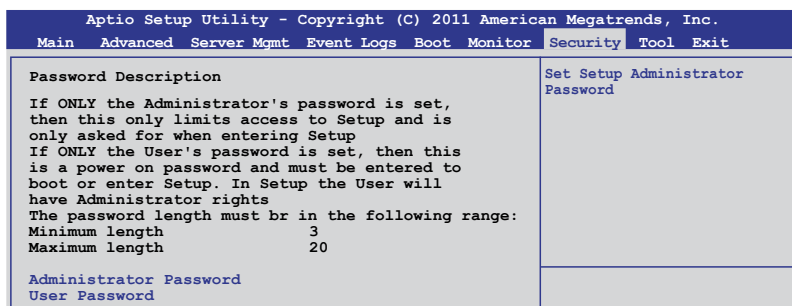 Aptio Setup Utility - Copyright (C) 2011 American Megatrends, Inc.
Main Advanced Server Mgmt Event Logs Boot Monitor Security Tool Exit
Password Description
If ONLY the Administrator's password is set,
then this only limits access to Setup and is
only asked for when entering Setup
If ONLY the User's password is set, then this
is a power on password and must be entered to
boot or enter Setup. In Setup the User will
have Administrator rights
The password length must br in the following range:
Minimum length 3
Maximum length 20
Administrator Password
User Password
Set Setup Administrator
Password